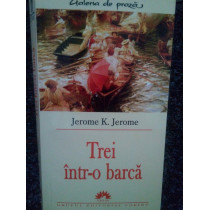 Galeria de proză
Jerome K. Jerome
Trei
într-o barcă